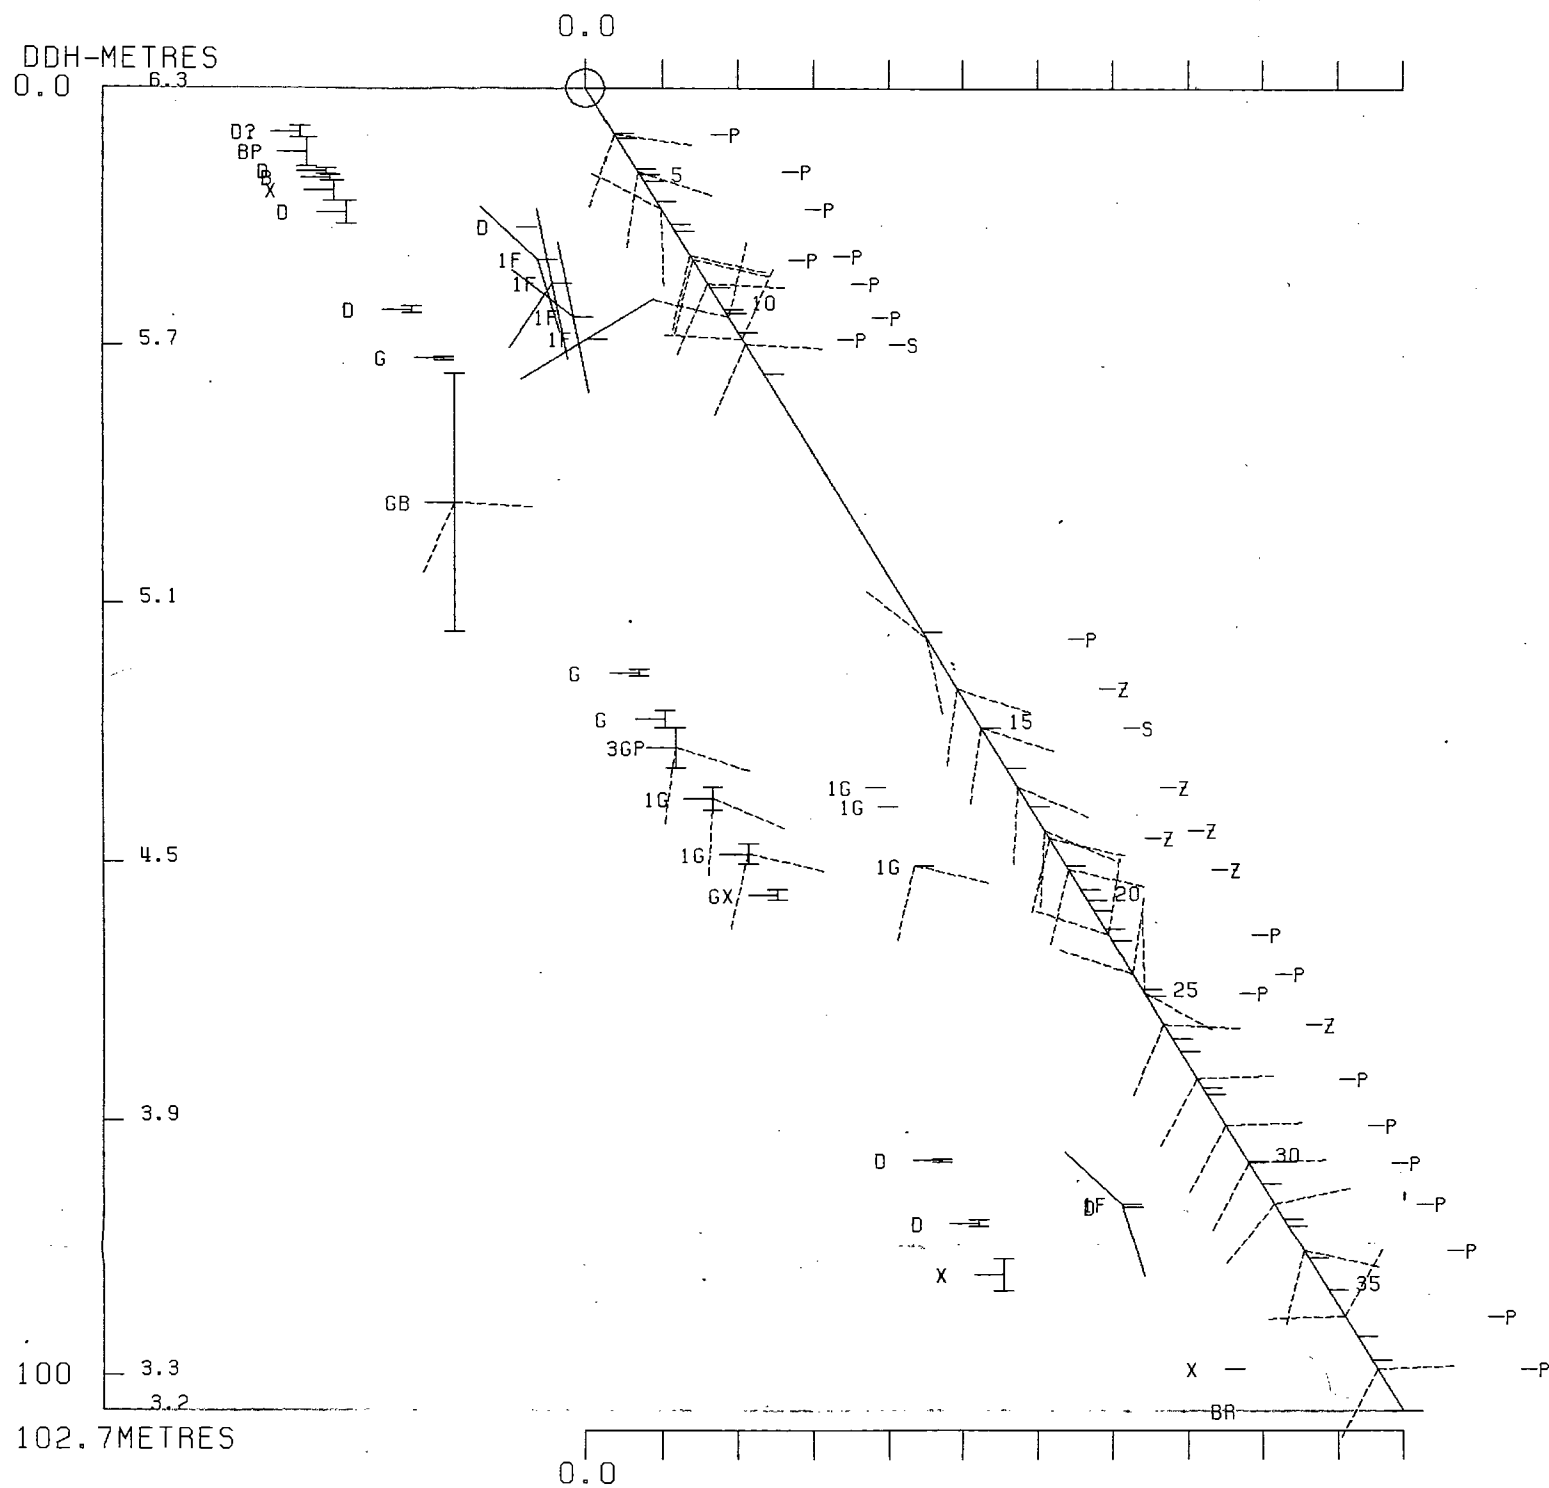 0.0
DDH-METRES
0.0 6.3
D? -P
BP
D
B
X 5 -P
D -P
D
1F -P -P
1F -P
D 10
1F -P
5.7 1F -P -S
G
GB
5.1
-P
G -Z
G 15 -S
3GP
1G 1G -Z
1G
-Z -Z
4.5 1G 1G -Z
GX 20
-P
-P
25 -P
-Z
-P
3.9 -P
D 30 -P
D 1F -P
D -P
X 35
-P
100 3.3 X -P
3.2 BR
102.7METRES
0.0